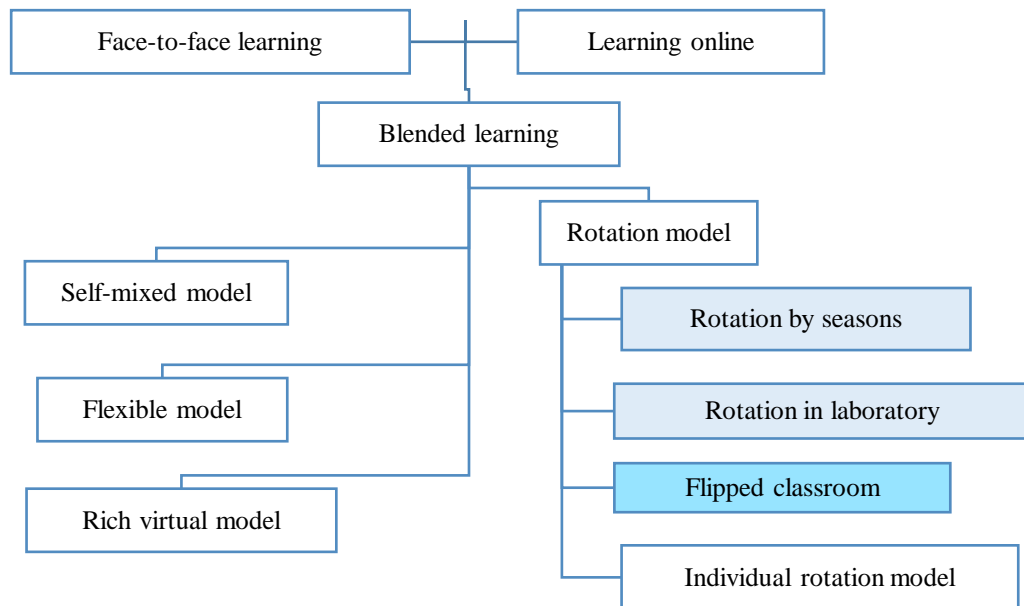 Face-to-face learning
Learning online
Blended learning
Rotation model
Self-mixed model
Rotation by seasons
Flexible model
Rotation in laboratory
Flipped classroom
Rich virtual model
Individual rotation model